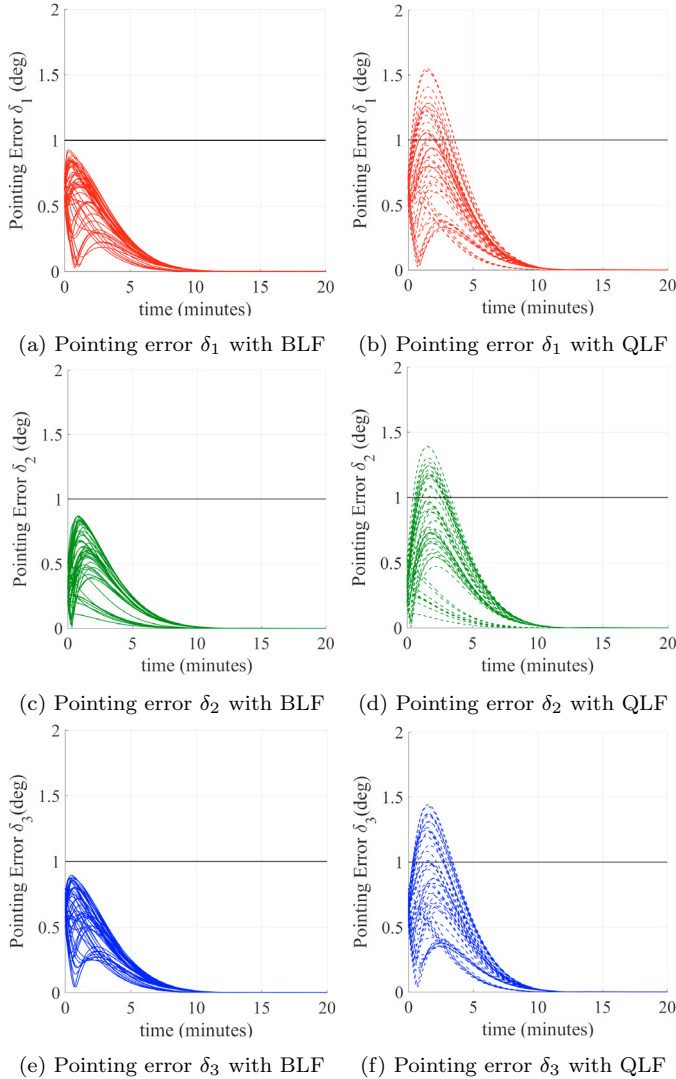 2
1.5
1
0.5
0
Pointing Error δ1 (deg)
0 5 10 15 20
time (minutes)
(a) Pointing error δ1 with BLF
2
1.5
1
0.5
0
Pointing Error δ1 (deg)
0 5 10 15 20
time (minutes)
(b) Pointing error δ1 with QLF
2
1.5
1
0.5
0
Pointing Error δ2 (deg)
0 5 10 15 20
time (minutes)
(c) Pointing error δ2 with BLF
2
1.5
1
0.5
0
Pointing Error δ2 (deg)
0 5 10 15 20
time (minutes)
(d) Pointing error δ2 with QLF
2
1.5
1
0.5
0
Pointing Error δ3(deg)
0 5 10 15 20
time (minutes)
(e) Pointing error δ3 with BLF
2
1.5
1
0.5
0
Pointing Error δ3(deg)
0 5 10 15 20
time (minutes)
(f) Pointing error δ3 with QLF